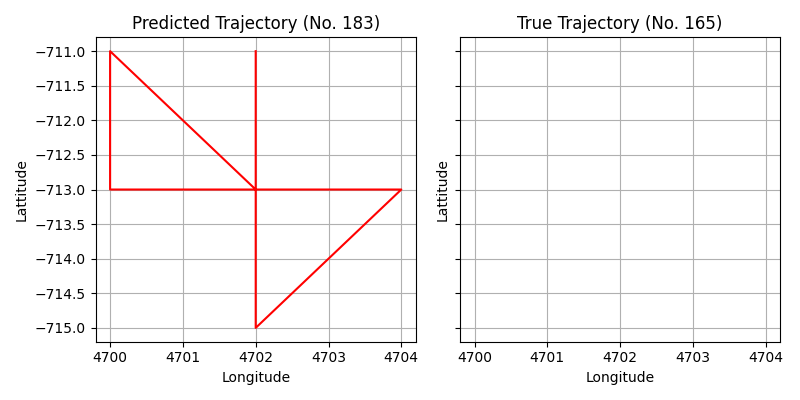 Predicted Trajectory (No. 183)
True Trajectory (No. 165)
−711.0
−711.5
−712.0
−712.5
−713.0
−713.5
−714.0
−714.5
−715.0
Lattitude
Lattitude
4700 4701 4702 4703 4704
4700 4701 4702 4703 4704
Longitude
Longitude